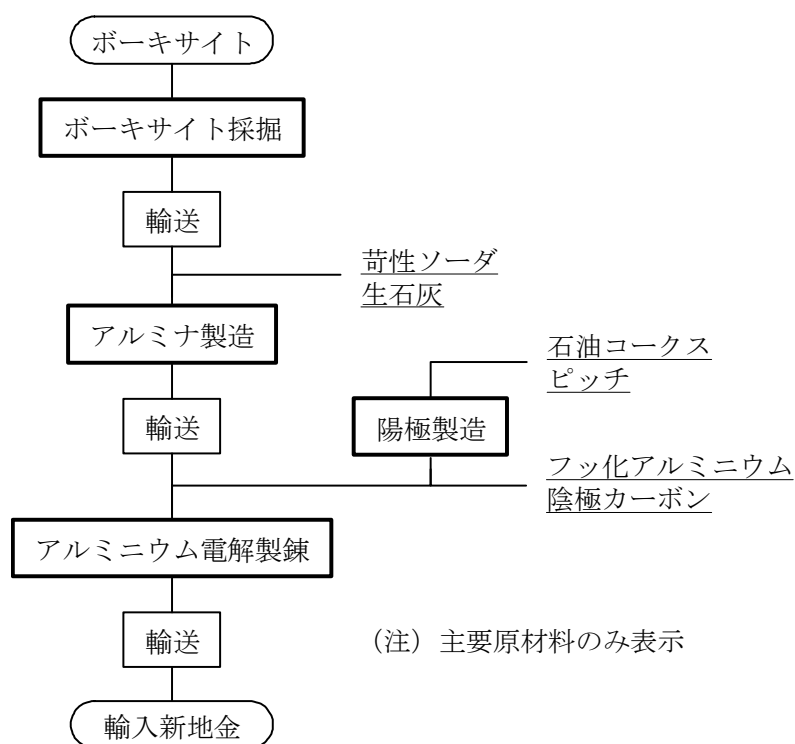 ボーキサイト
ボーキサイト採掘
輸送
苛性ソーダ
生石灰
アルミナ製造
石油コークス
ピッチ
輸送
陽極製造
フッ化アルミニウム
陰極カーボン
アルミニウム電解製錬
輸送
（注）主要原材料のみ表示
輸入新地金